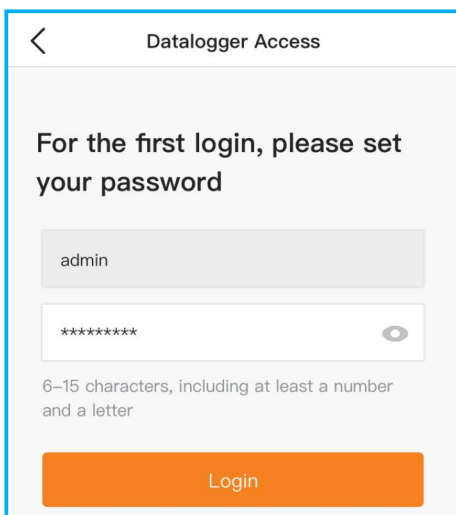 Datalogger Access
For the first login, please set
your password
admin
*********
6–15 characters, including at least a number
and a letter
Login